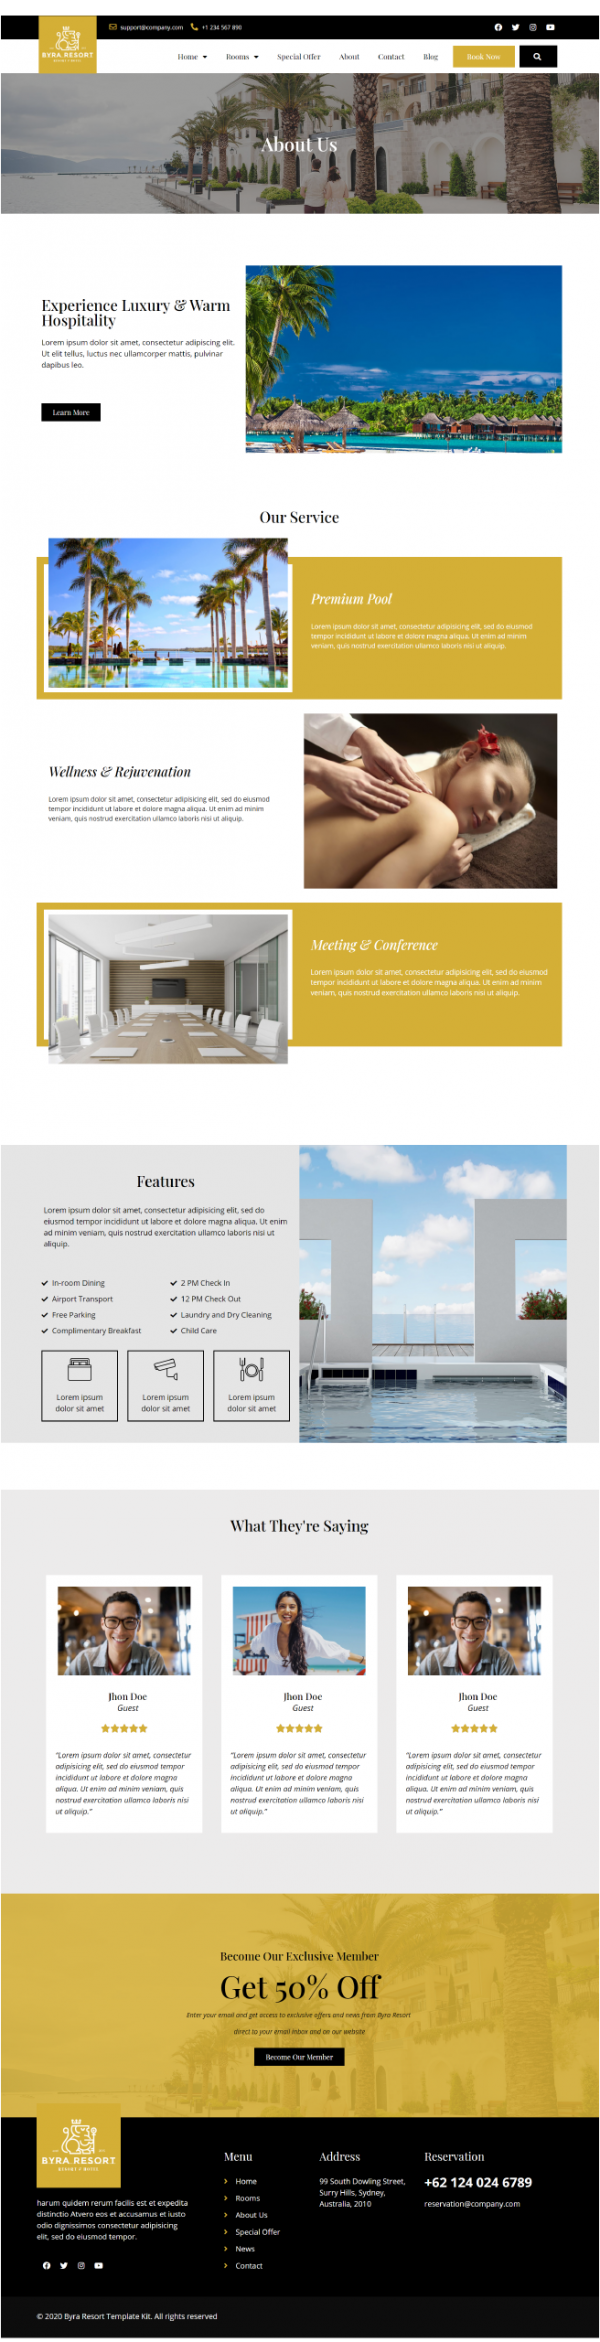 support@company.com
+1 234 567 890
BYRA RESORT
Home
Rooms
Special Offer
About
Contact
Blog
Book Now
About Us
Experience Luxury & Warm
Hospitality
Lorem ipsum dolor sit amet, consectetur adipiscing elit.
Ut elit tellus, luctus nec ullamcorper mattis, pulvinar
dapibus leo.
Learn More
Our Service
Premium Pool
Lorem ipsum dolor sit amet, consectetur adipisicing elit, sed do eiusmod
tempor incididunt ut labore et dolore magna aliqua. Ut enim ad minim
veniam, quis nostrud exercitation ullamco laboris nisi ut aliquip.
Wellness & Rejuvenation
Lorem ipsum dolor sit amet, consectetur adipisicing elit, sed do eiusmod
tempor incididunt ut labore et dolore magna aliqua. Ut enim ad minim
veniam, quis nostrud exercitation ullamco laboris nisi ut aliquip.
Meeting & Conference
Lorem ipsum dolor sit amet, consectetur adipisicing elit, sed do eiusmod
tempor incididunt ut labore et dolore magna aliqua. Ut enim ad minim
veniam, quis nostrud exercitation ullamco laboris nisi ut aliquip.
Features
Lorem ipsum dolor sit amet, consectetur adipisicing elit, sed do
eiusmod tempor incididunt ut labore et dolore magna aliqua. Ut enim
ad minim veniam, quis nostrud exercitation ullamco laboris nisi ut
aliquip.
In-room Dining
Airport Transport
Free Parking
Complimentary Breakfast
2 PM Check In
12 PM Check Out
Laundry and Dry Cleaning
Child Care
Lorem ipsum
dolor sit amet
Lorem ipsum
dolor sit amet
Lorem ipsum
dolor sit amet
What They're Saying
Jhon Doe
Guest
"Lorem ipsum dolor sit amet, consectetur
adipisicing elit, sed do eiusmod tempor
incididunt ut labore et dolore magna
aliqua. Ut enim ad minim veniam, quis
nostrud exercitation ullamco laboris nisi
ut aliquip."
Jhon Doe
Guest
"Lorem ipsum dolor sit amet, consectetur
adipisicing elit, sed do eiusmod tempor
incididunt ut labore et dolore magna
aliqua. Ut enim ad minim veniam, quis
nostrud exercitation ullamco laboris nisi
ut aliquip."
Jhon Doe
Guest
"Lorem ipsum dolor sit amet, consectetur
adipisicing elit, sed do eiusmod tempor
incididunt ut labore et dolore magna
aliqua. Ut enim ad minim veniam, quis
nostrud exercitation ullamco laboris nisi
ut aliquip."
Become Our Exclusive Member
Get 50% Off
Enter your email and get access to exclusive offers and news from Byra Resort
direct to your email inbox and on our website
Become Our Member
BYRA RESORT
harum quidem rerum facilis est et expedita
distinctio Atvero eos et accusamus et iusto
odio dignissimos consectetur adipisicing
elit, sed do eiusmod tempor.
Menu
Home
Rooms
About Us
Special Offer
News
Contact
Address
99 South Dowling Street,
Surry Hills, Sydney,
Australia, 2010
Reservation
+62 124 024 6789
reservation@company.com
© 2020 Byra Resort Template Kit. All rights reserved